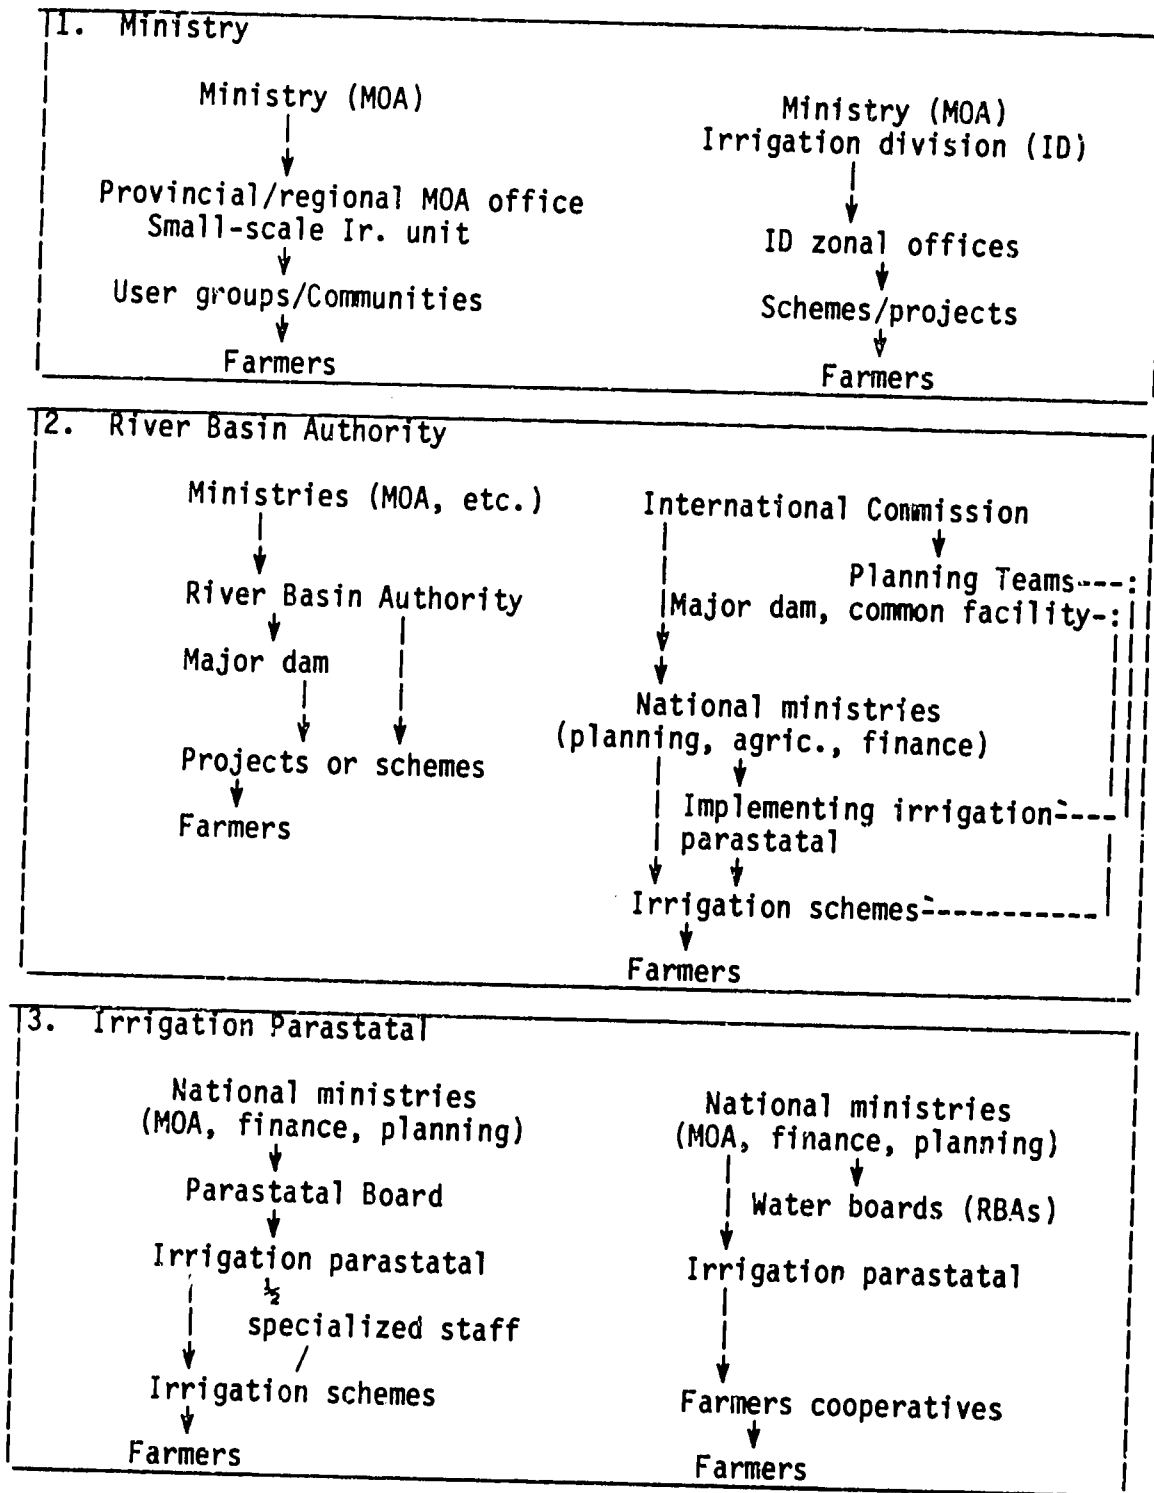 1. Ministry
Ministry (MOA)
Provincial/regional MOA office
Small-scale Ir. unit
User groups/Communities
Farmers
Ministry (MOA)
Irrigation division (ID)
ID zonal offices
Schemes/projects
Farmers
2. River Basin Authority
Ministries (MOA, etc.)
River Basin Authority
Major dam
Projects or schemes
Farmers
International Commission
Planning Teams
Major dam, common facility
National ministries
(planning, agric., finance)
Implementing irrigation
parastatal
Irrigation schemes
Farmers
3. Irrigation Parastatal
National ministries
(MOA, finance, planning)
Parastatal Board
Irrigation parastatal
½
specialized staff
Irrigation schemes
Farmers
National ministries
(MOA, finance, planning)
Water boards (RBAs)
Irrigation parastatal
Farmers cooperatives
Farmers